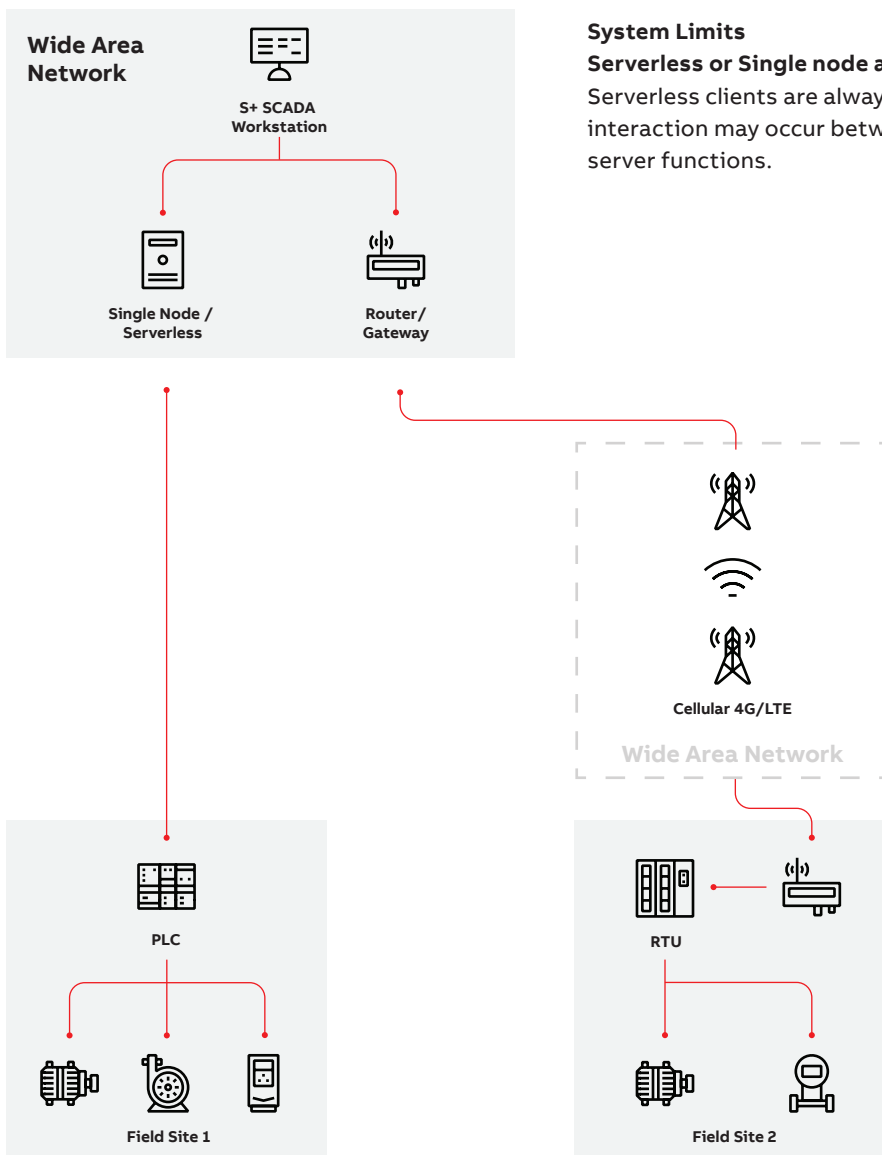 Wide Area
Network
S+ SCADA
Workstation
Single Node /
Serverless
Router/
Gateway
System Limits
Serverless or Single node a
Serverless clients are alway
interaction may occur betw
server functions.
Cellular 4G/LTE
Wide Area Network
PLC
Field Site 1
RTU
Field Site 2